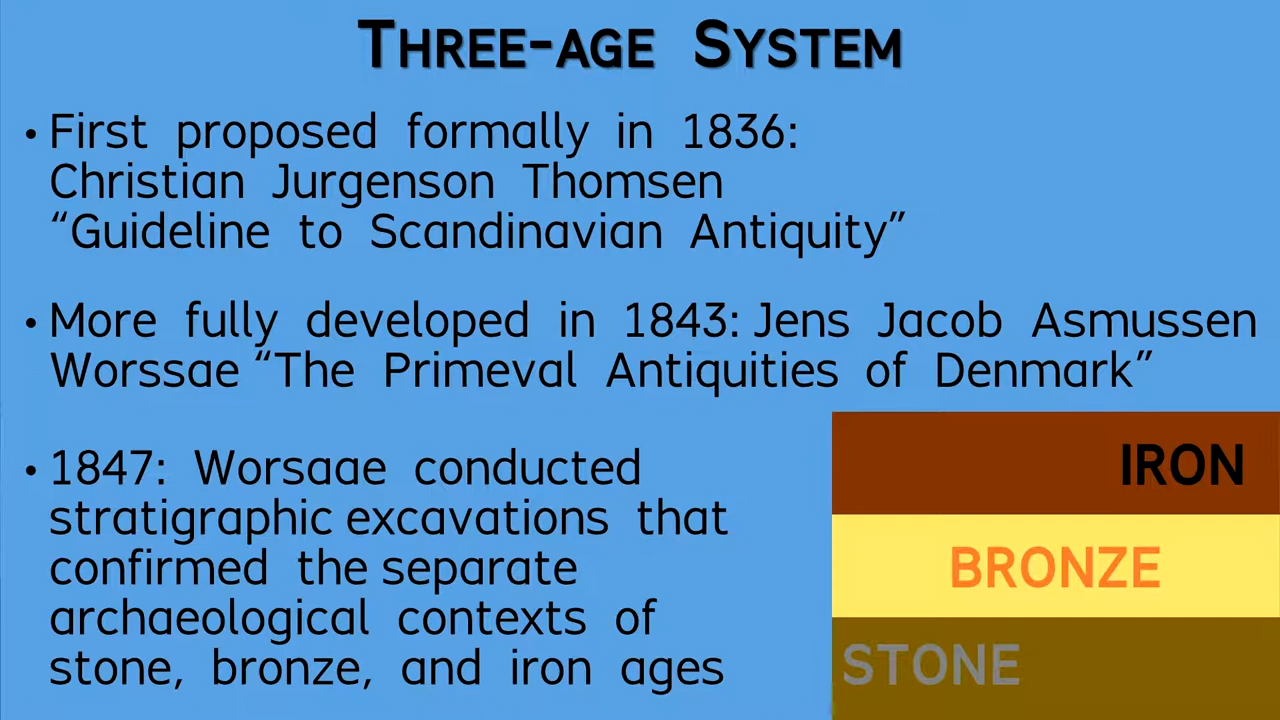 THREE-AGE SYSTEM
• First proposed formally in 1836:
Christian Jurgenson Thomsen
“Guideline to Scandinavian Antiquity”
• More fully developed in 1843: Jens Jacob Asmussen
Worssae “The Primeval Antiquities of Denmark”
• 1847: Worsaae conducted
stratigraphic excavations that
confirmed the separate
archaeological contexts of
stone, bronze, and iron ages
IRON
BRONZE
STONE